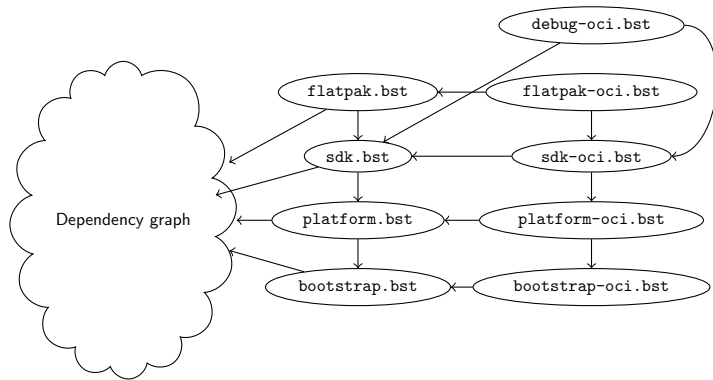 debug-oci.bst
flatpak.bst
flatpak-oci.bst
sdk.bst
sdk-oci.bst
Dependency graph
platform.bst
platform-oci.bst
bootstrap.bst
bootstrap-oci.bst